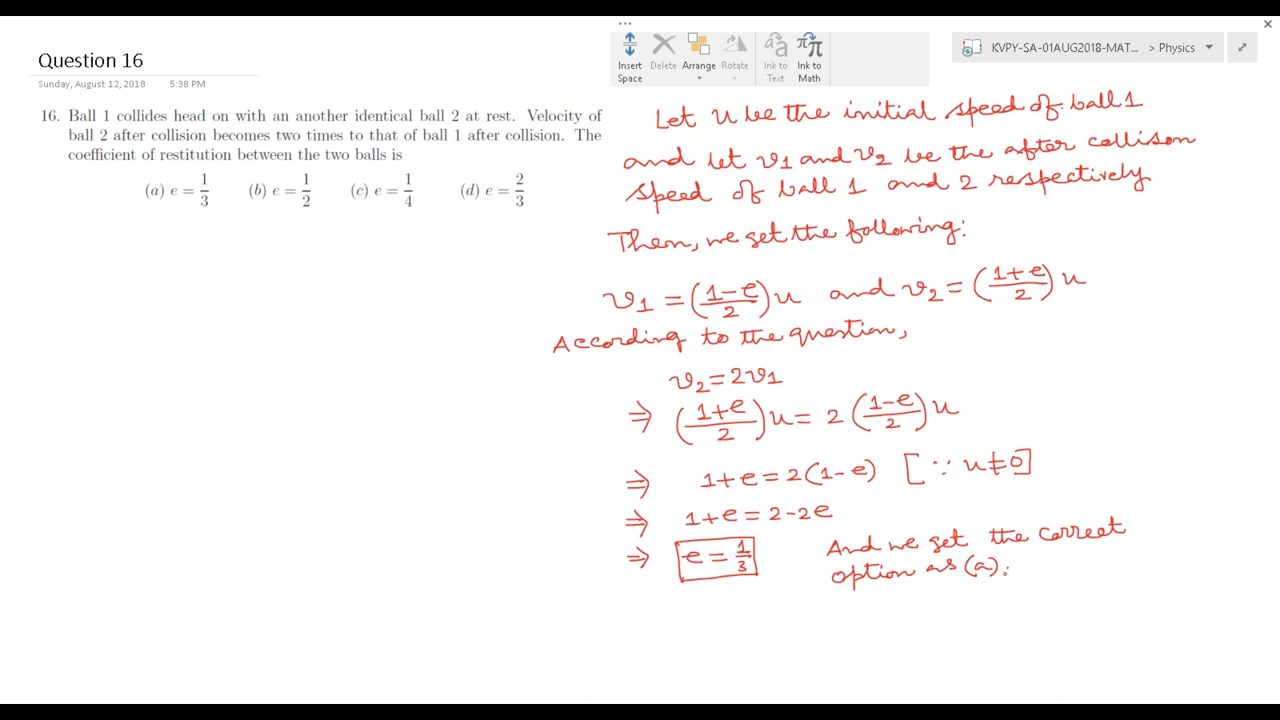 Question 16
Sunday, August 12, 2018 5:38 PM
Insert Space
Delete
Arrange
Rotate
Ink to Text
Ink to Math
KVPY-SA-01AUG2018-MAT... > Physics
16. Ball 1 collides head on with an another identical ball 2 at rest. Velocity of
ball 2 after collision becomes two times to that of ball 1 after collision. The
coefficient of restitution between the two balls is
(a) e = 1/3 (b) e = 1/2 (c) e = 1/4 (d) e = 2/3
Let u be the initial speed of ball 1
and let v1 and v2 be the after collison
speed of ball 1 and 2 respectively
Then, we get the following:
v1 = (1-e/2) u and v2 = (1+e/2) u
According to the question,
v2 = 2v1
⇒ (1+e/2) u = 2 (1-e/2) u
⇒ 1+e = 2(1-e) [∵ u≠0]
⇒ 1+e = 2-2e
⇒ e = 1/3
And we get the correct
option as (a).